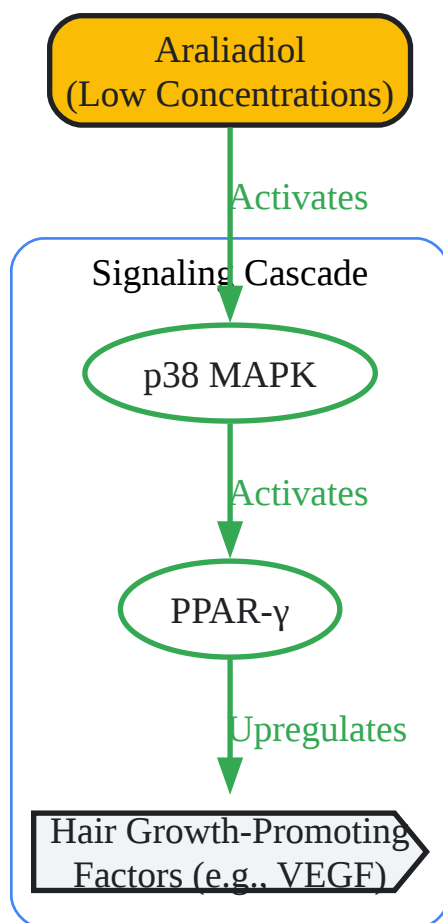 Araliadiol
(Low Concentrations)
Activates
Signaling Cascade
p38 MAPK
Activates
PPAR-γ
Upregulates
Hair Growth-Promoting
Factors (e.g., VEGF)